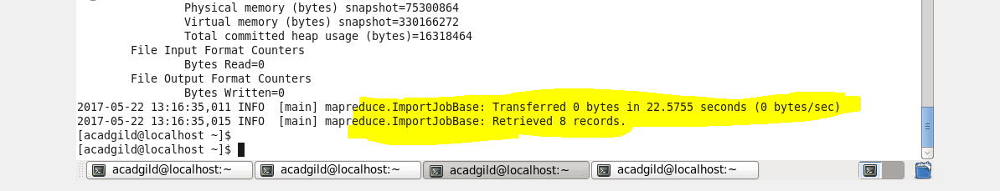 Physical memory (bytes) snapshot=75300864
Virtual memory (bytes) snapshot=330166272
Total committed heap usage (bytes)=16318464
File Input Format Counters
Bytes Read=0
File Output Format Counters
Bytes Written=0
2017-05-22 13:16:35,011 INFO  [main] mapreduce.ImportJobBase: Transferred 0 bytes in 22.5755 seconds (0 bytes/sec)
2017-05-22 13:16:35,015 INFO  [main] mapreduce.ImportJobBase: Retrieved 8 records.
[acadgild@localhost ~]$
[acadgild@localhost ~]$
acadgild@localhost:~ acadgild@localhost:~ acadgild@localhost:~ acadgild@localhost:~